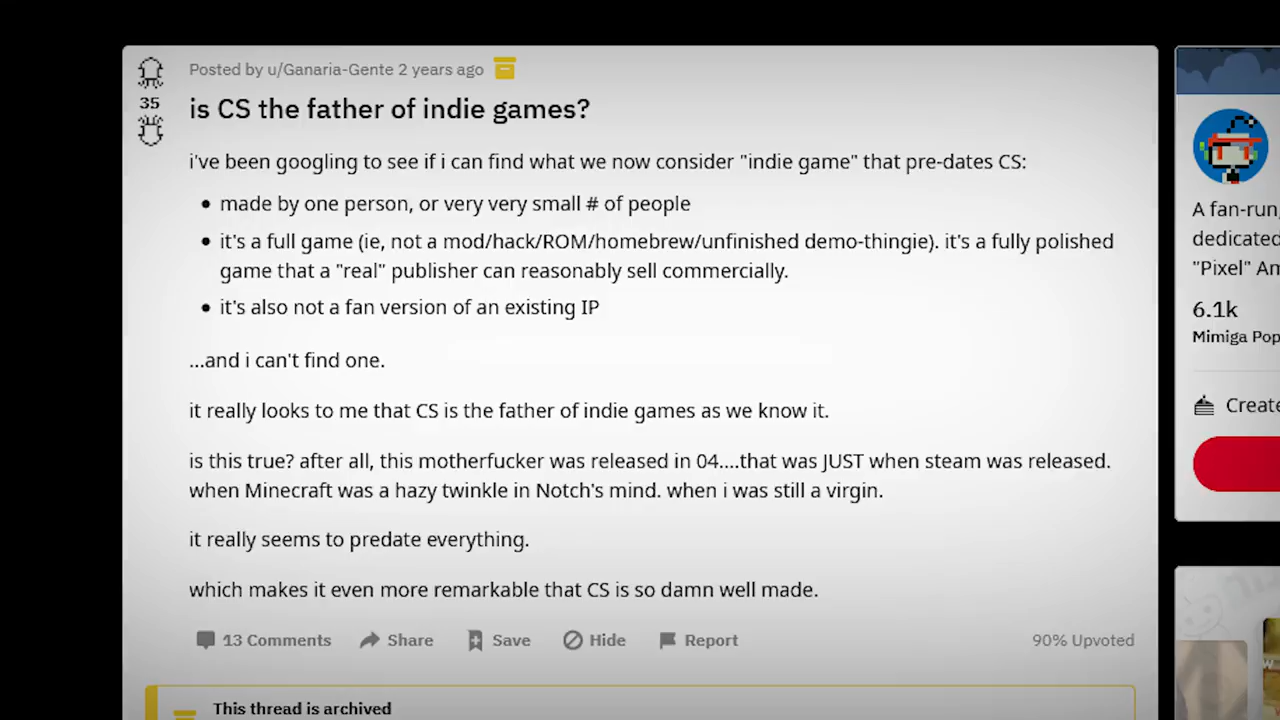 Posted by u/Ganaria-Gente 2 years ago
35
is CS the father of indie games?
i've been googling to see if i can find what we now consider "indie game" that pre-dates CS:
• made by one person, or very very small # of people
• it's a full game (ie, not a mod/hack/ROM/homebrew/unfinished demo-thingie). it's a fully polished
game that a "real" publisher can reasonably sell commercially.
• it's also not a fan version of an existing IP
...and i can't find one.
it really looks to me that CS is the father of indie games as we know it.
is this true? after all, this motherfucker was released in 04....that was JUST when steam was released.
when Minecraft was a hazy twinkle in Notch's mind. when i was still a virgin.
it really seems to predate everything.
which makes it even more remarkable that CS is so damn well made.
13 Comments Share Save Hide Report 90% Upvoted
This thread is archived
A fan-run,
dedicated
"Pixel" Am
6.1k
Mimiga Pop
Create